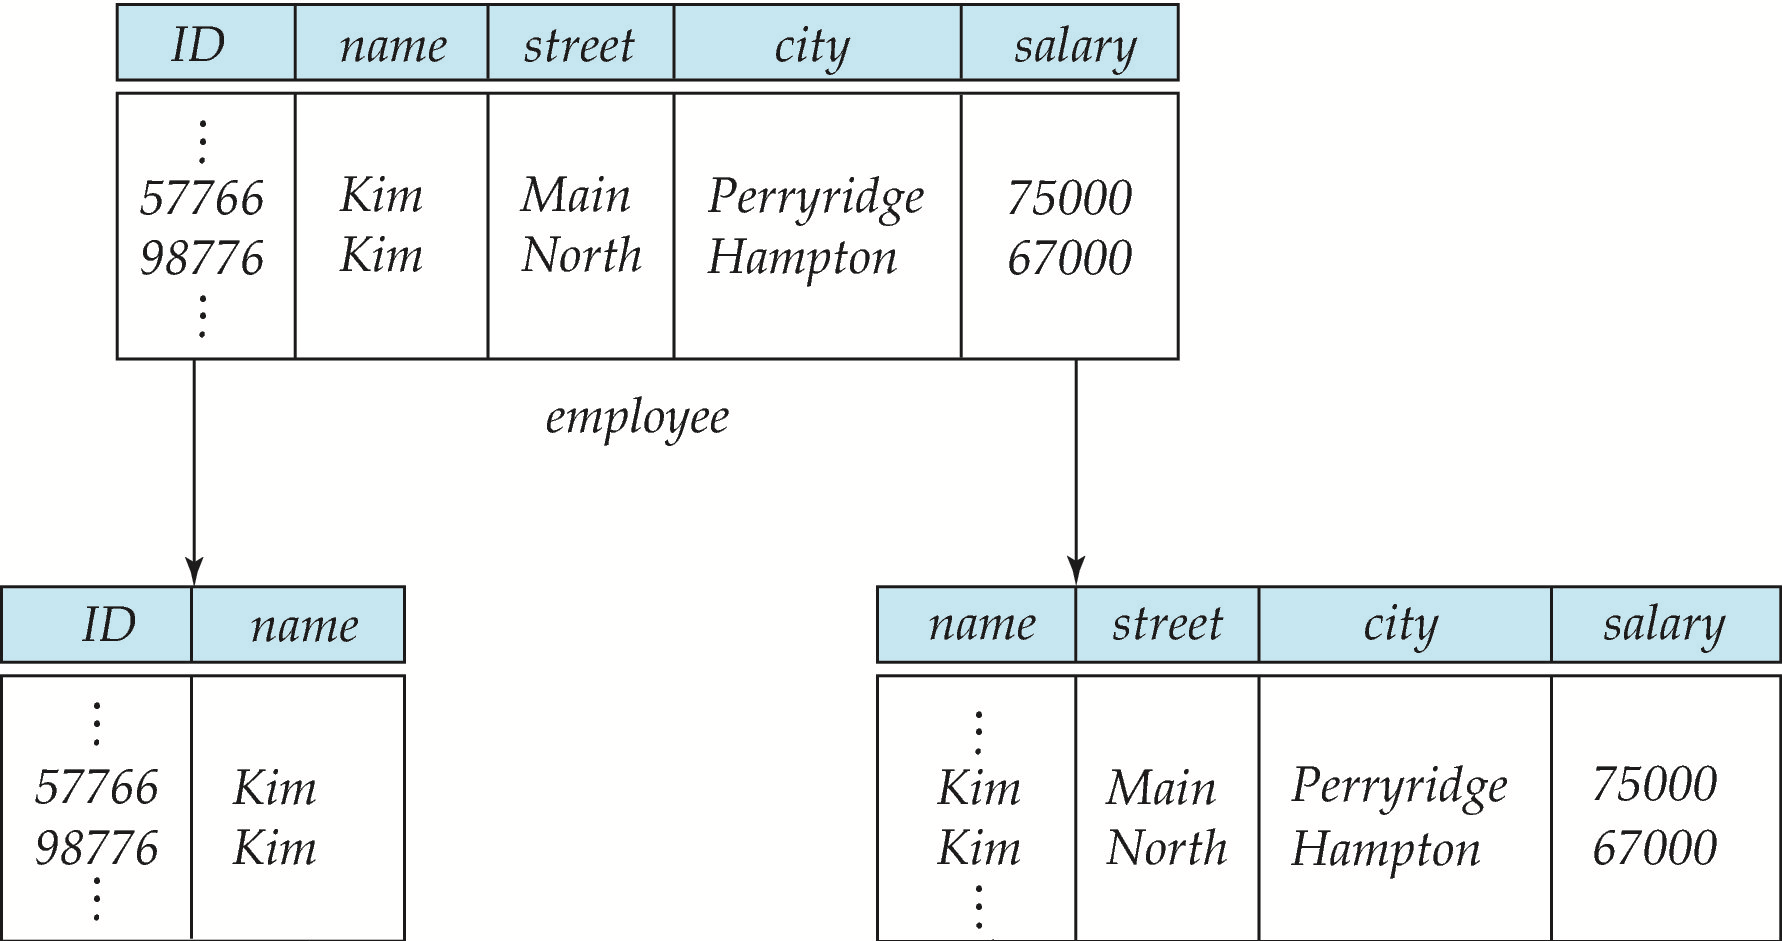 ID name street city salary
⋮
57766 Kim Main Perryridge 75000
98776 Kim North Hampton 67000
⋮
employee
ID name
⋮
57766 Kim
98776 Kim
⋮
name street city salary
⋮
Kim Main Perryridge 75000
Kim North Hampton 67000
⋮